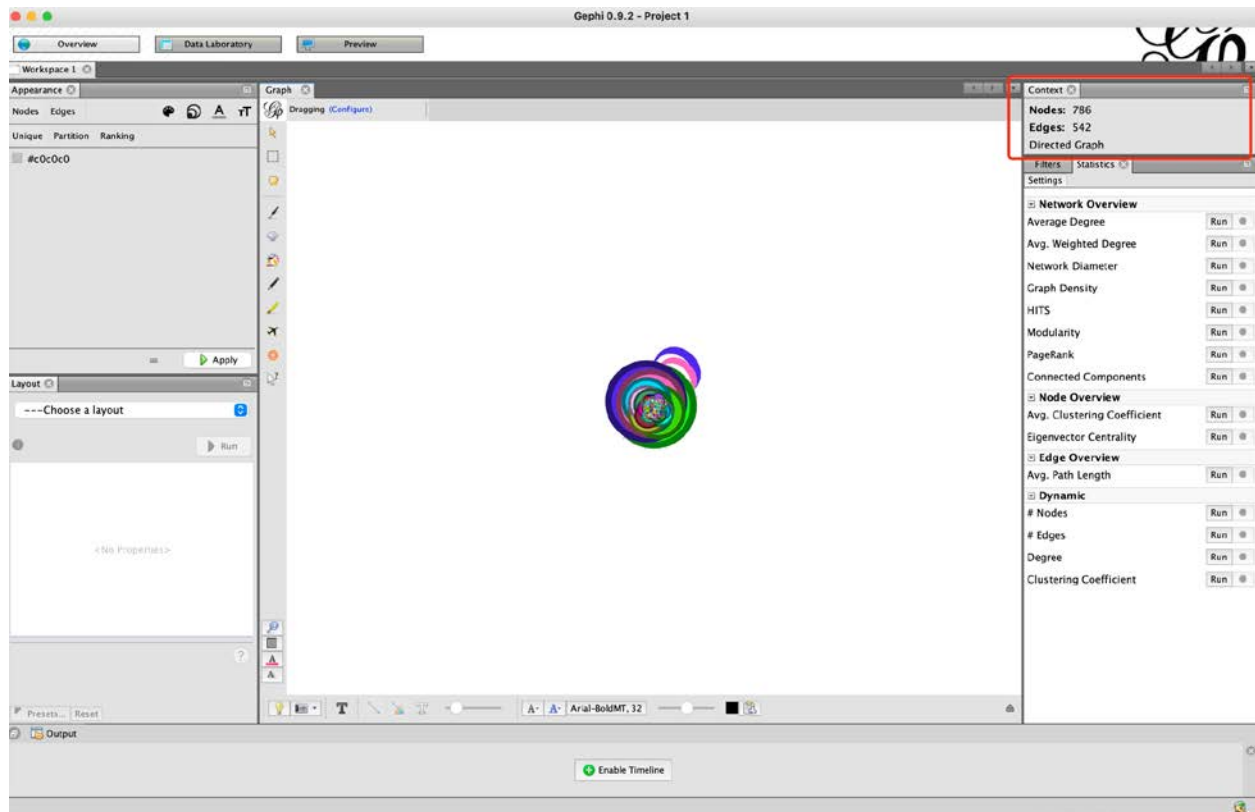 Gephi 0.9.2 - Project 1
Overview
Data Laboratory
Preview
Workspace 1
Appearance
Nodes Edges
Unique Partition Ranking
#c0c0c0
Apply
Layout
---Choose a layout
Run
<No Properties>
Presets... Reset
Graph
Dragging (Configure)
Arial-BoldMT, 32
Context
Nodes: 786
Edges: 542
Directed Graph
Filters Statistics
Settings
Network Overview
Average Degree Run
Avg. Weighted Degree Run
Network Diameter Run
Graph Density Run
HITS Run
Modularity Run
PageRank Run
Connected Components Run
Node Overview
Avg. Clustering Coefficient Run
Eigenvector Centrality Run
Edge Overview
Avg. Path Length Run
Dynamic
# Nodes Run
# Edges Run
Degree Run
Clustering Coefficient Run
Output
Enable Timeline